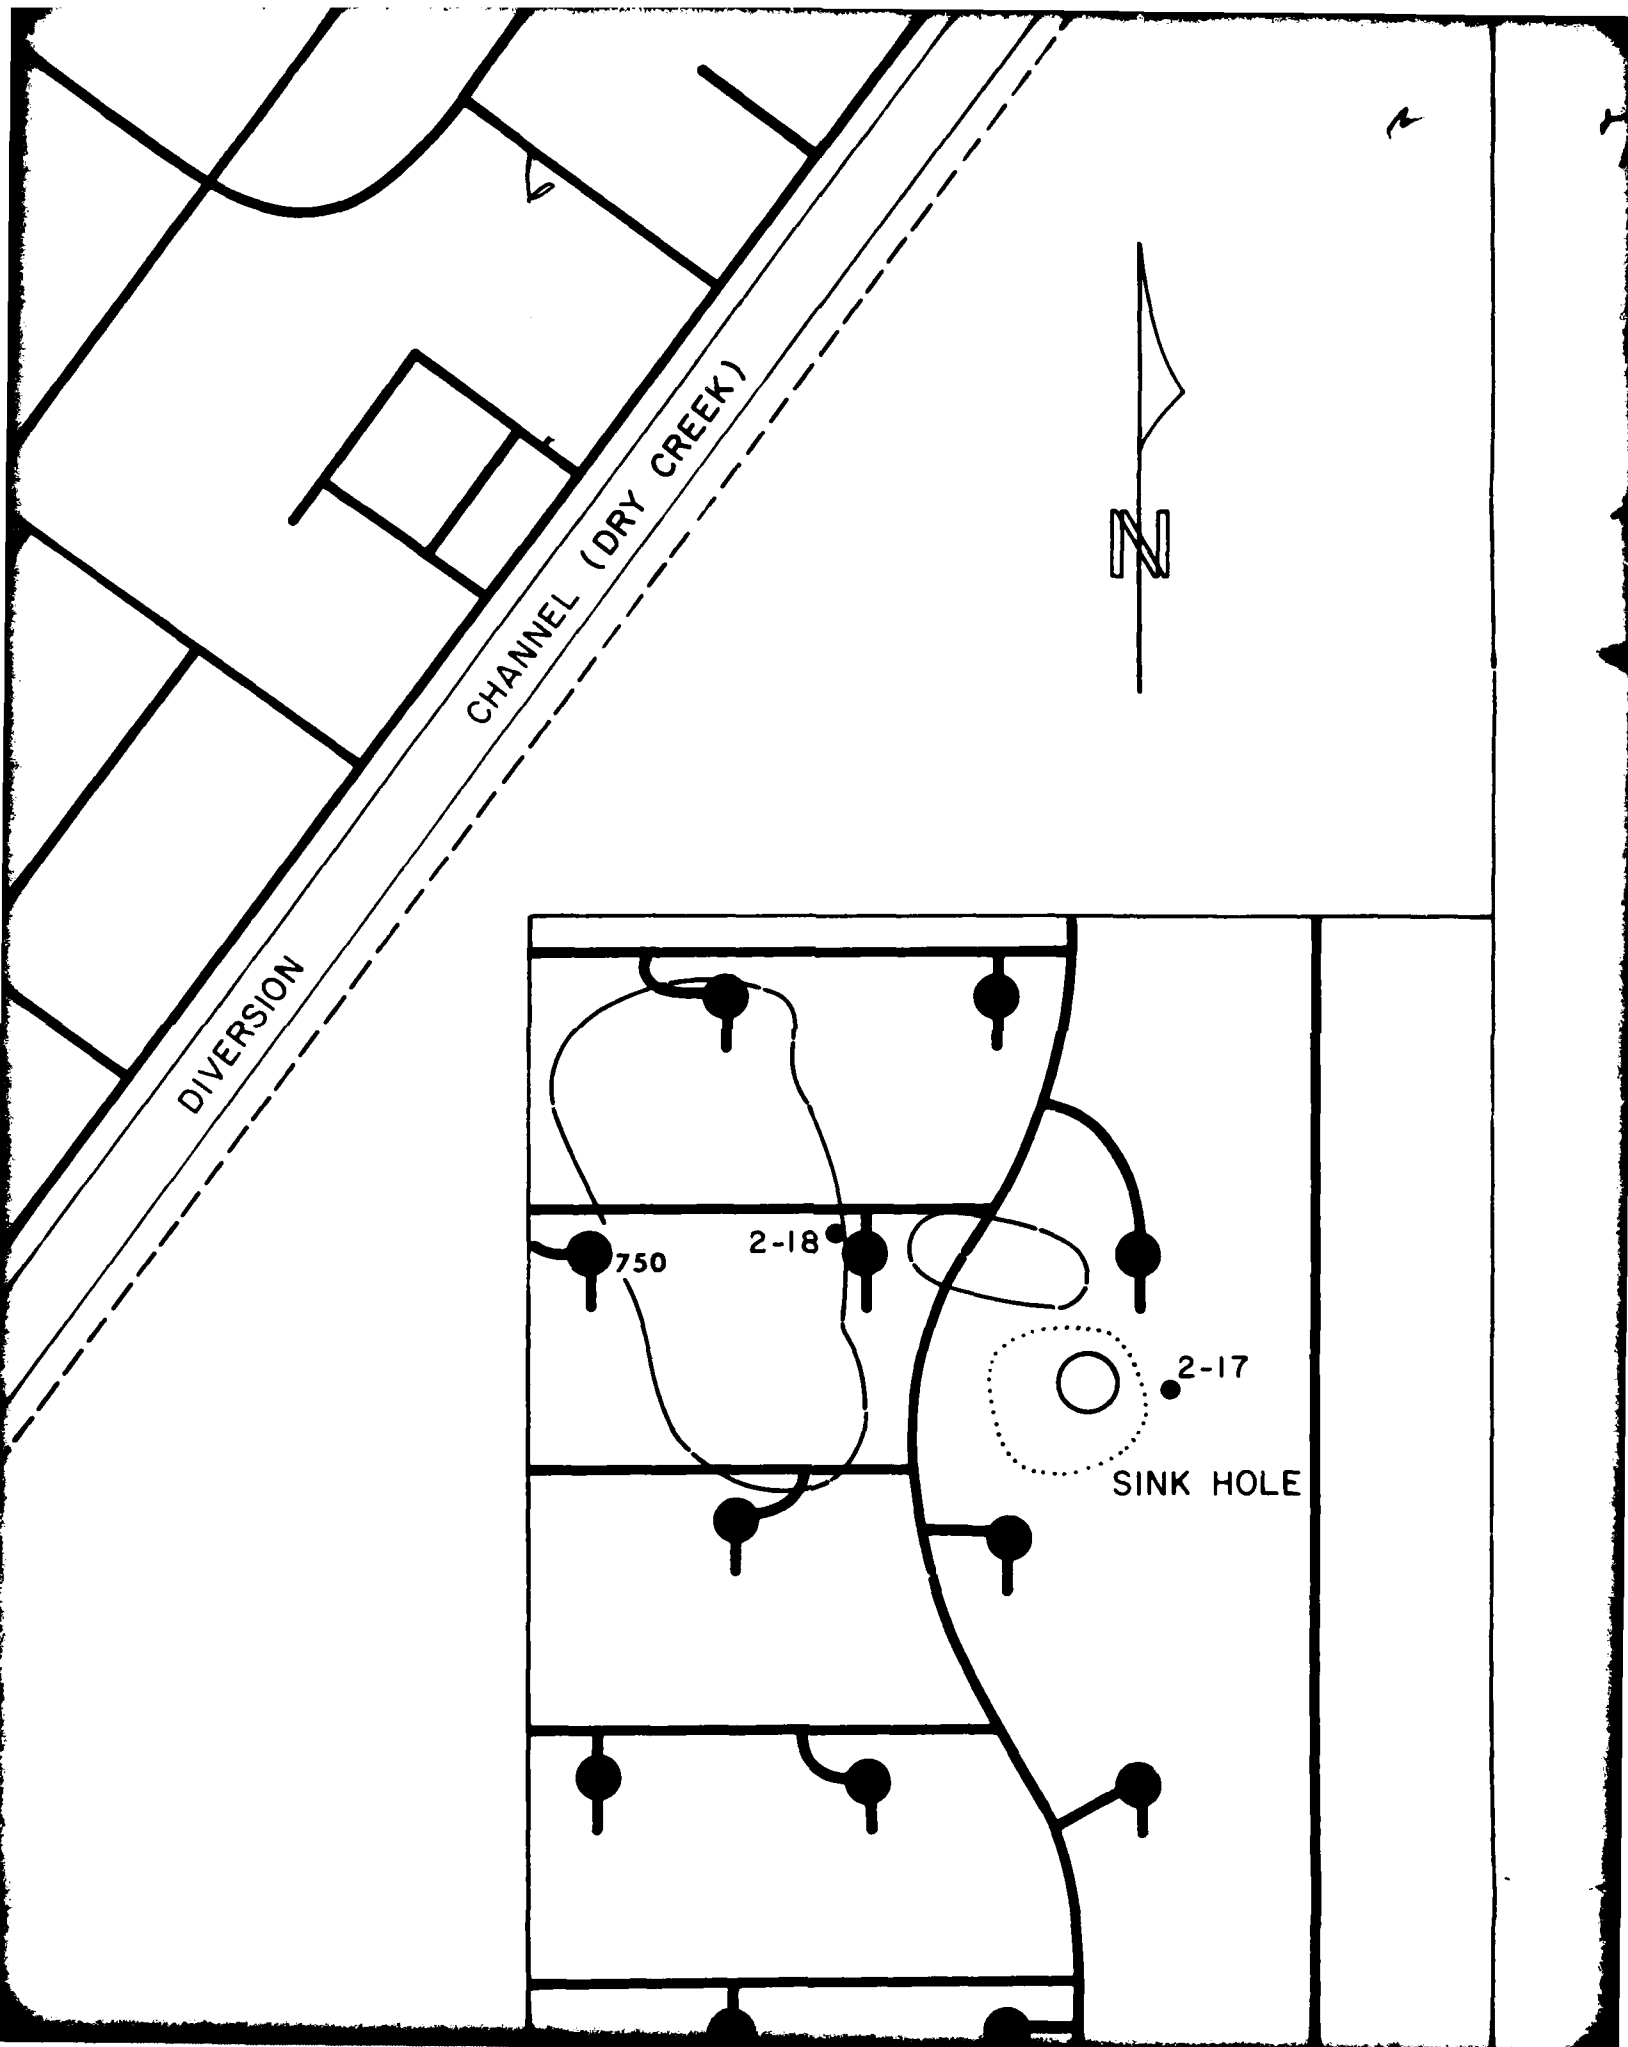 DIVERSION CHANNEL (DRY CREEK)
N
750
2-18
2-17
SINK HOLE